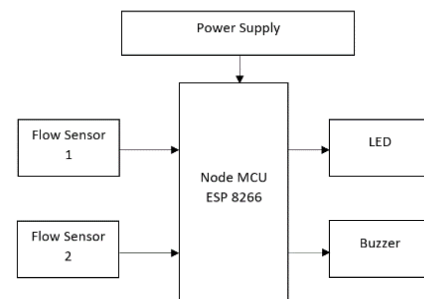 Power Supply
Flow Sensor
1
Node MCU
ESP 8266
LED
Flow Sensor
2
Buzzer